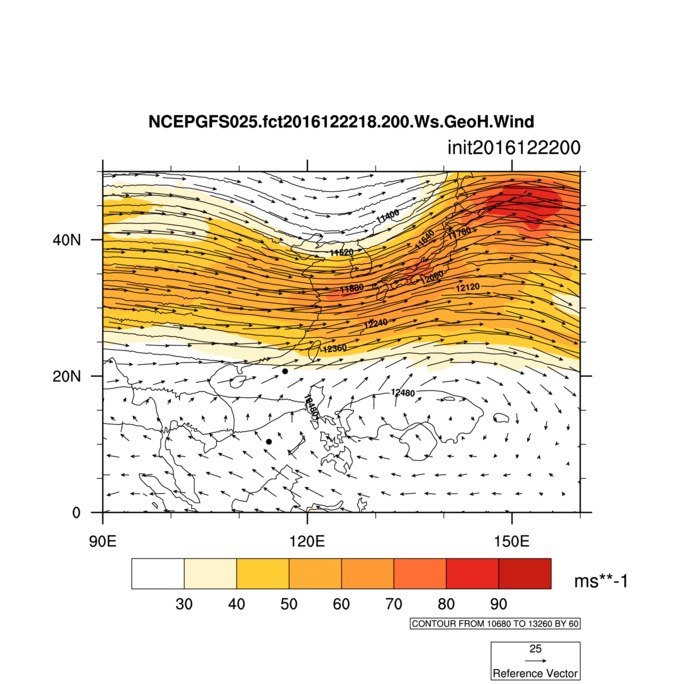 NCEPGFS025.fct2016122218.200.Ws.GeoH.Wind
init2016122200
11400
11640
11760
11520
40N
12080
11880
12120
12240
12360
20N
12480
12480
0
90E 120E 150E
30 40 50 60 70 80 90
ms**-1
CONTOUR FROM 10680 TO 13260 BY 60
25
Reference Vector